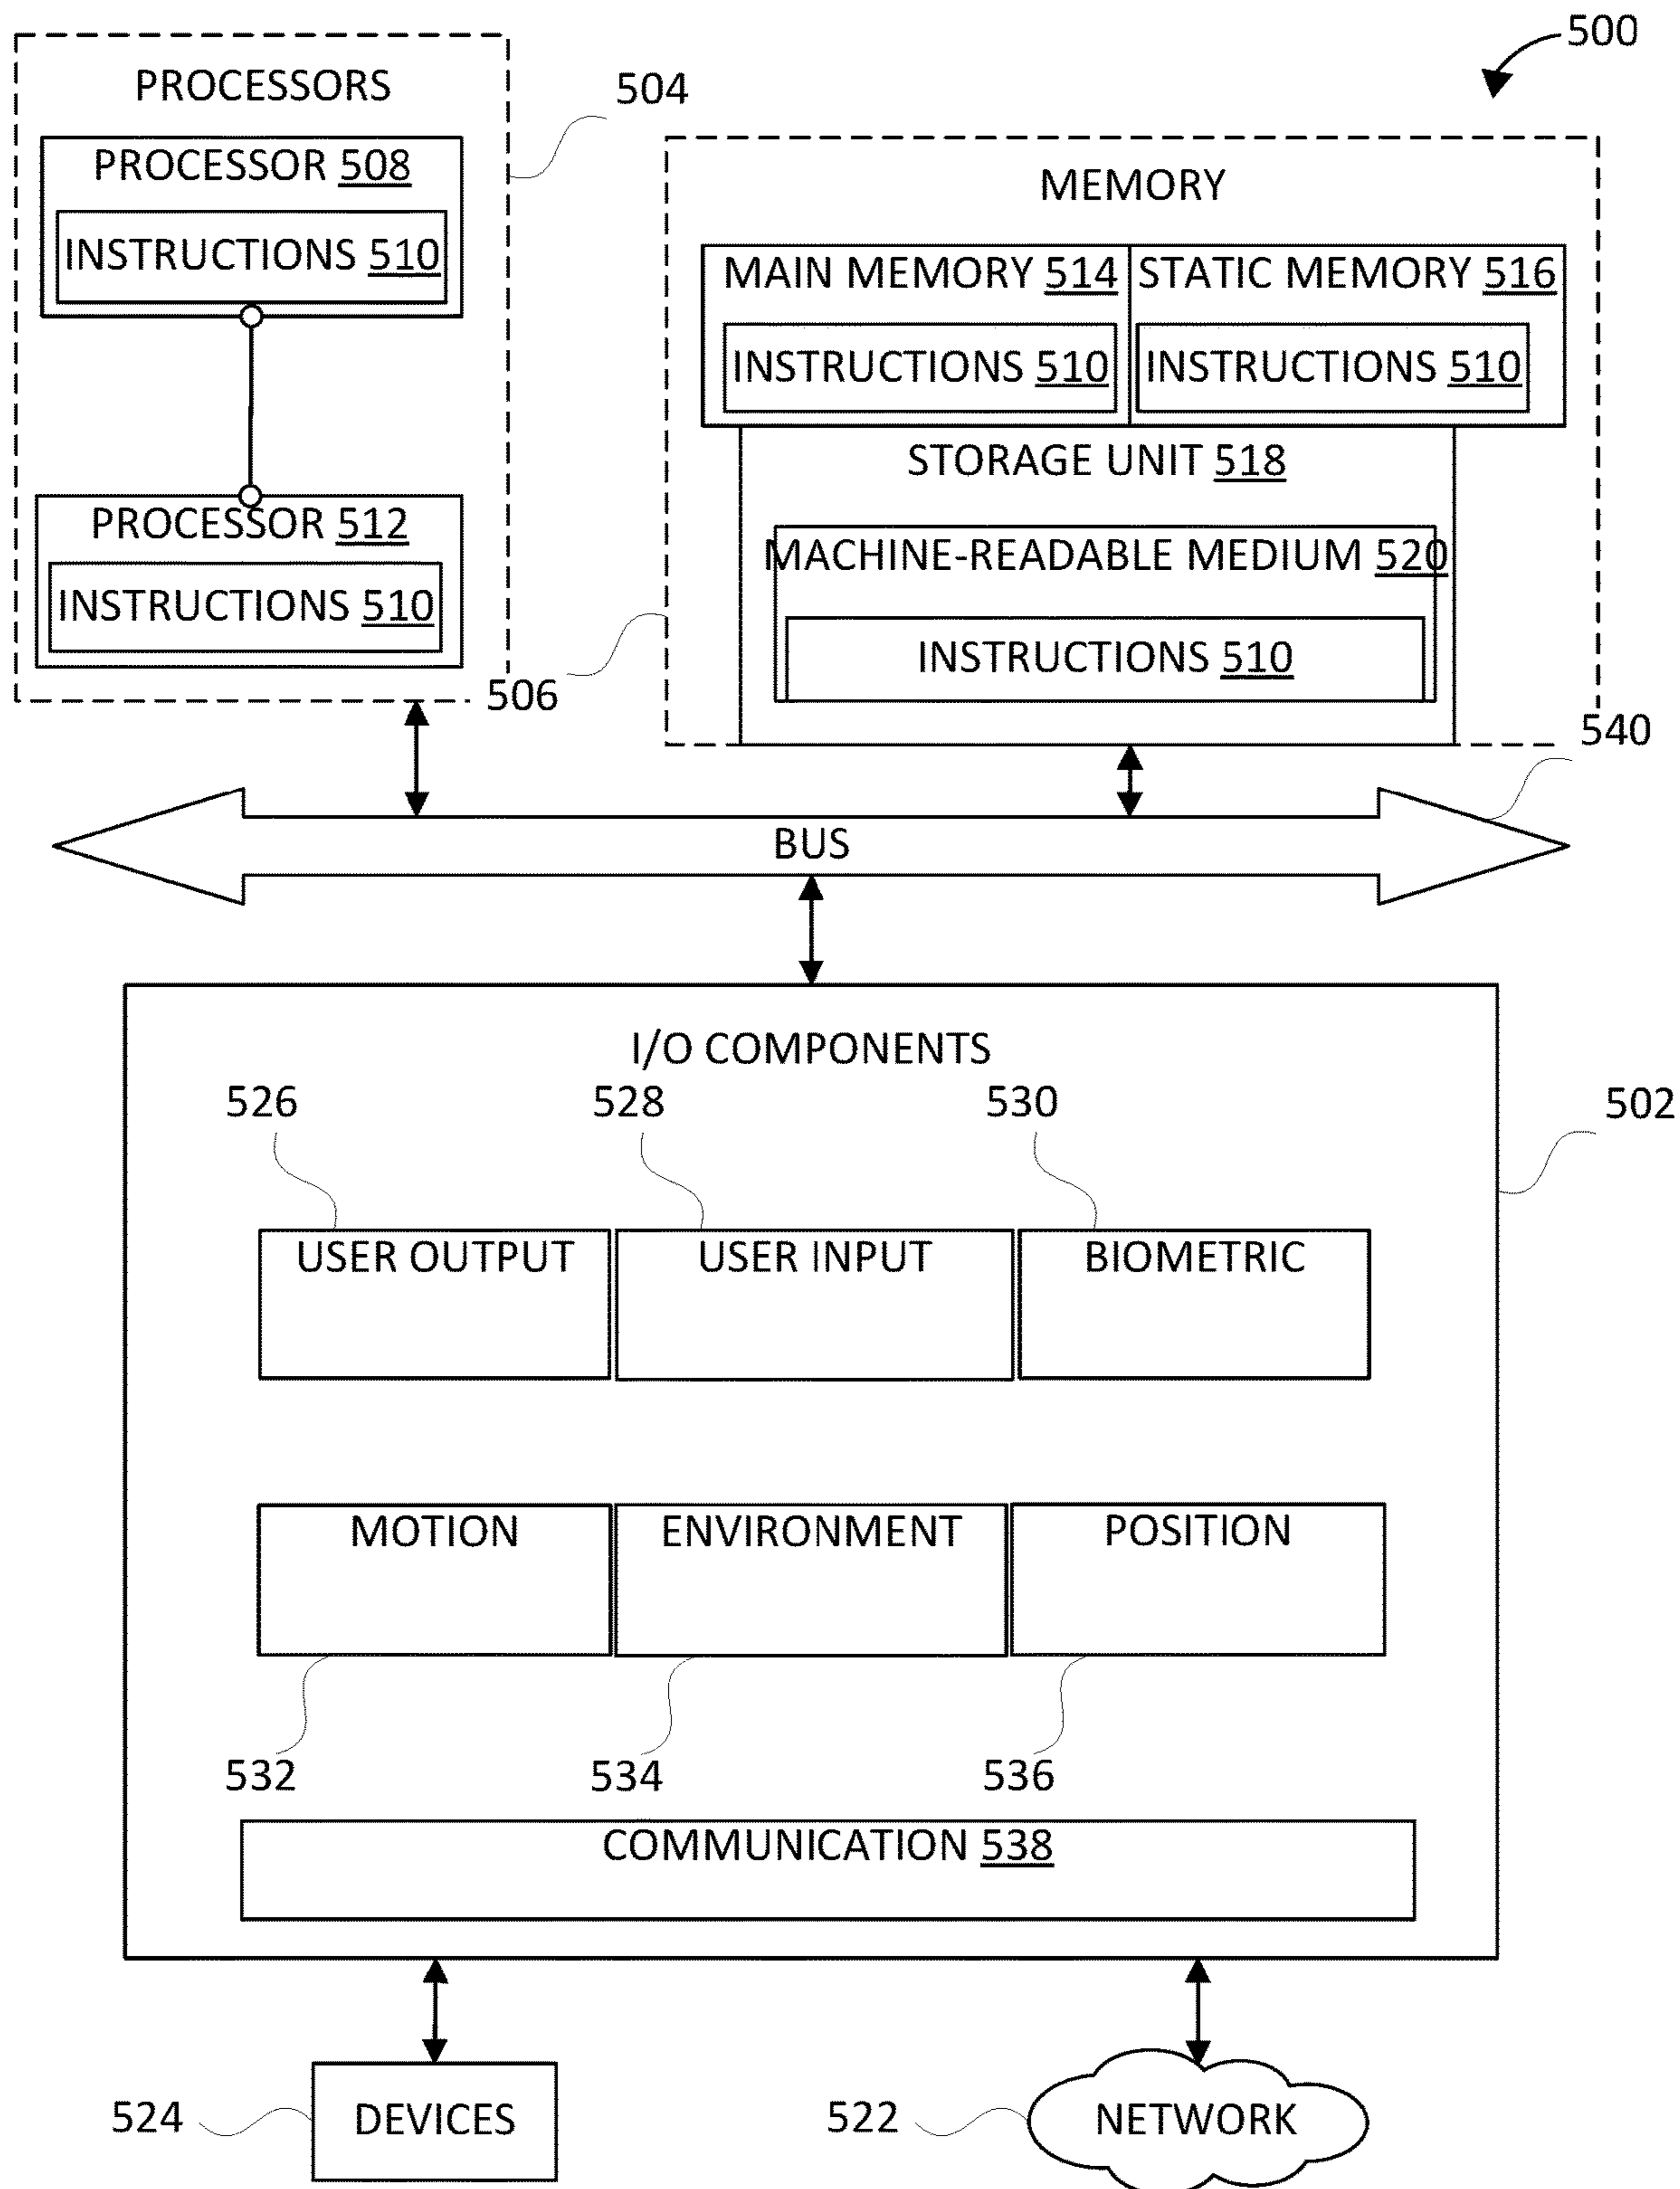 500
PROCESSORS
504
PROCESSOR 508
INSTRUCTIONS 510
PROCESSOR 512
INSTRUCTIONS 510
MEMORY
MAIN MEMORY 514
INSTRUCTIONS 510
STATIC MEMORY 516
INSTRUCTIONS 510
STORAGE UNIT 518
MACHINE-READABLE MEDIUM 520
INSTRUCTIONS 510
506
540
BUS
I/O COMPONENTS
502
526
528
530
USER OUTPUT
USER INPUT
BIOMETRIC
MOTION
ENVIRONMENT
POSITION
532
534
536
COMMUNICATION 538
524
DEVICES
522
NETWORK